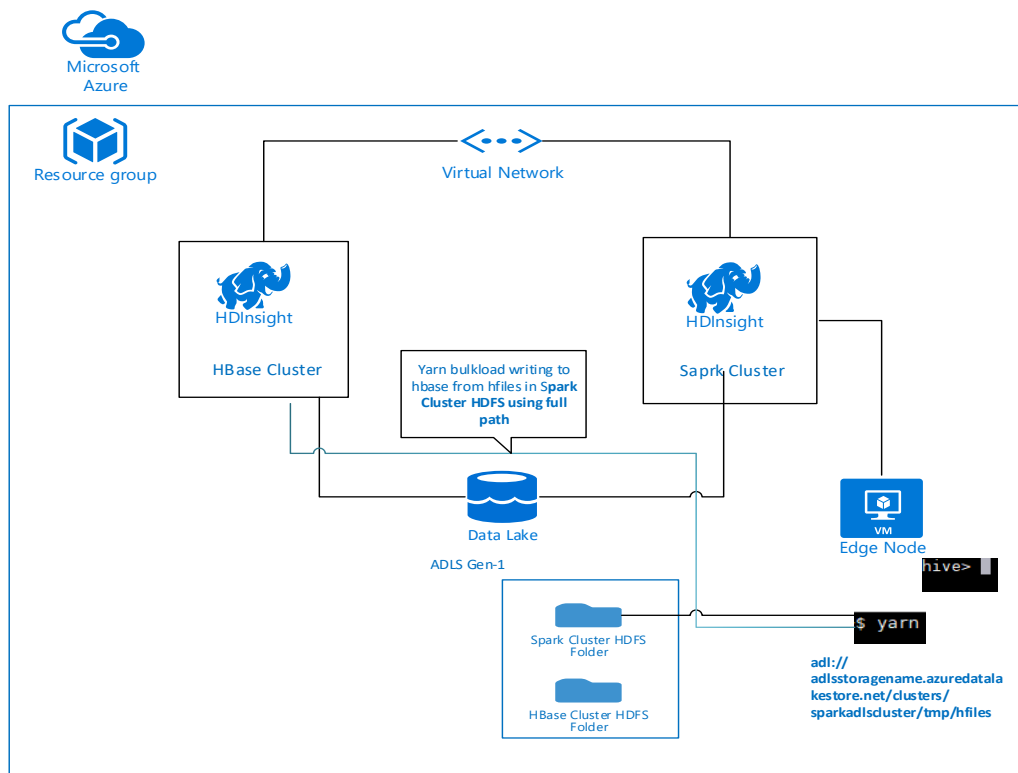 Microsoft
Azure
Resource group
Virtual Network
HDInsight
HBase Cluster
HDInsight
Saprk Cluster
Yarn bulkload writing to
hbase from hfiles in Spark
Cluster HDFS using full
path
Data Lake
ADLS Gen-1
VM
Edge Node
hive>
Spark Cluster HDFS
Folder
HBase Cluster HDFS
Folder
$ yarn
adl://
adlsstoragename.azuredatala
kestore.net/clusters/
sparkadlscluster/tmp/hfiles